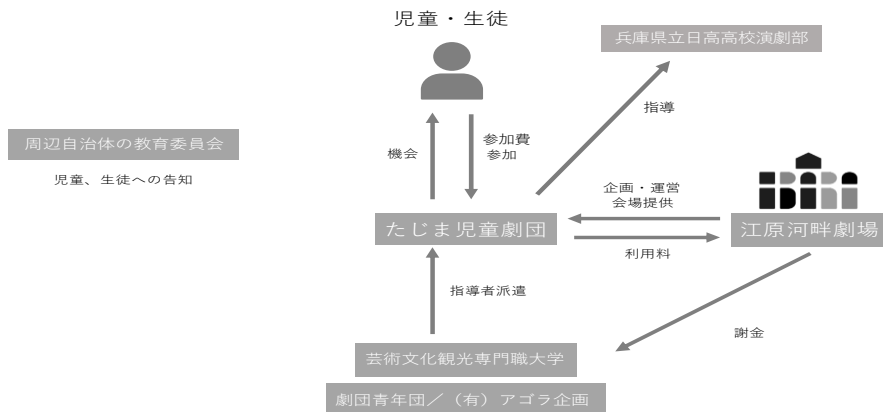 児童・生徒
兵庫県立日高高校演劇部
指導
周辺自治体の教育委員会
児童、生徒への告知
機会
参加費
参加
企画・運営
会場提供
EBARA
たじま児童劇団
江原河畔劇場
利用料
指導者派遣
謝金
芸術文化観光専門職大学
劇団青年団／（有）アゴラ企画